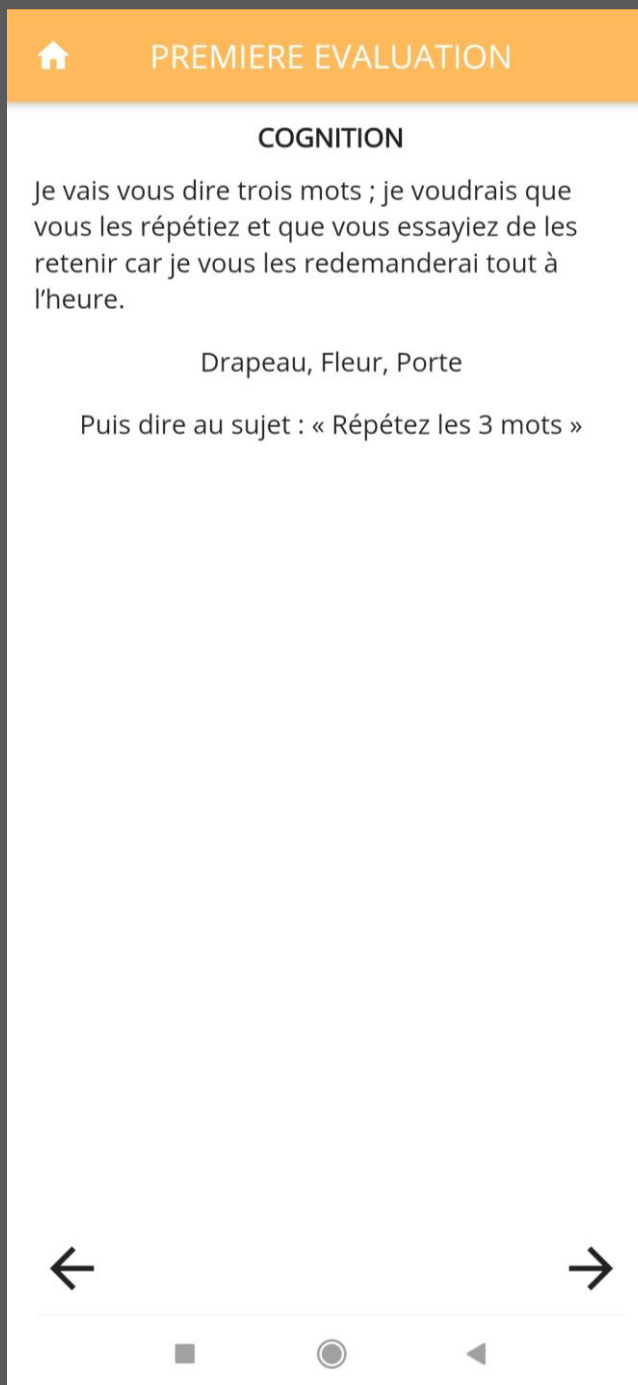 PREMIERE EVALUATION
COGNITION
Je vais vous dire trois mots ; je voudrais que
vous les répétiez et que vous essayiez de les
retenir car je vous les redemanderai tout à
l’heure.
Drapeau, Fleur, Porte
Puis dire au sujet : « Répétez les 3 mots »